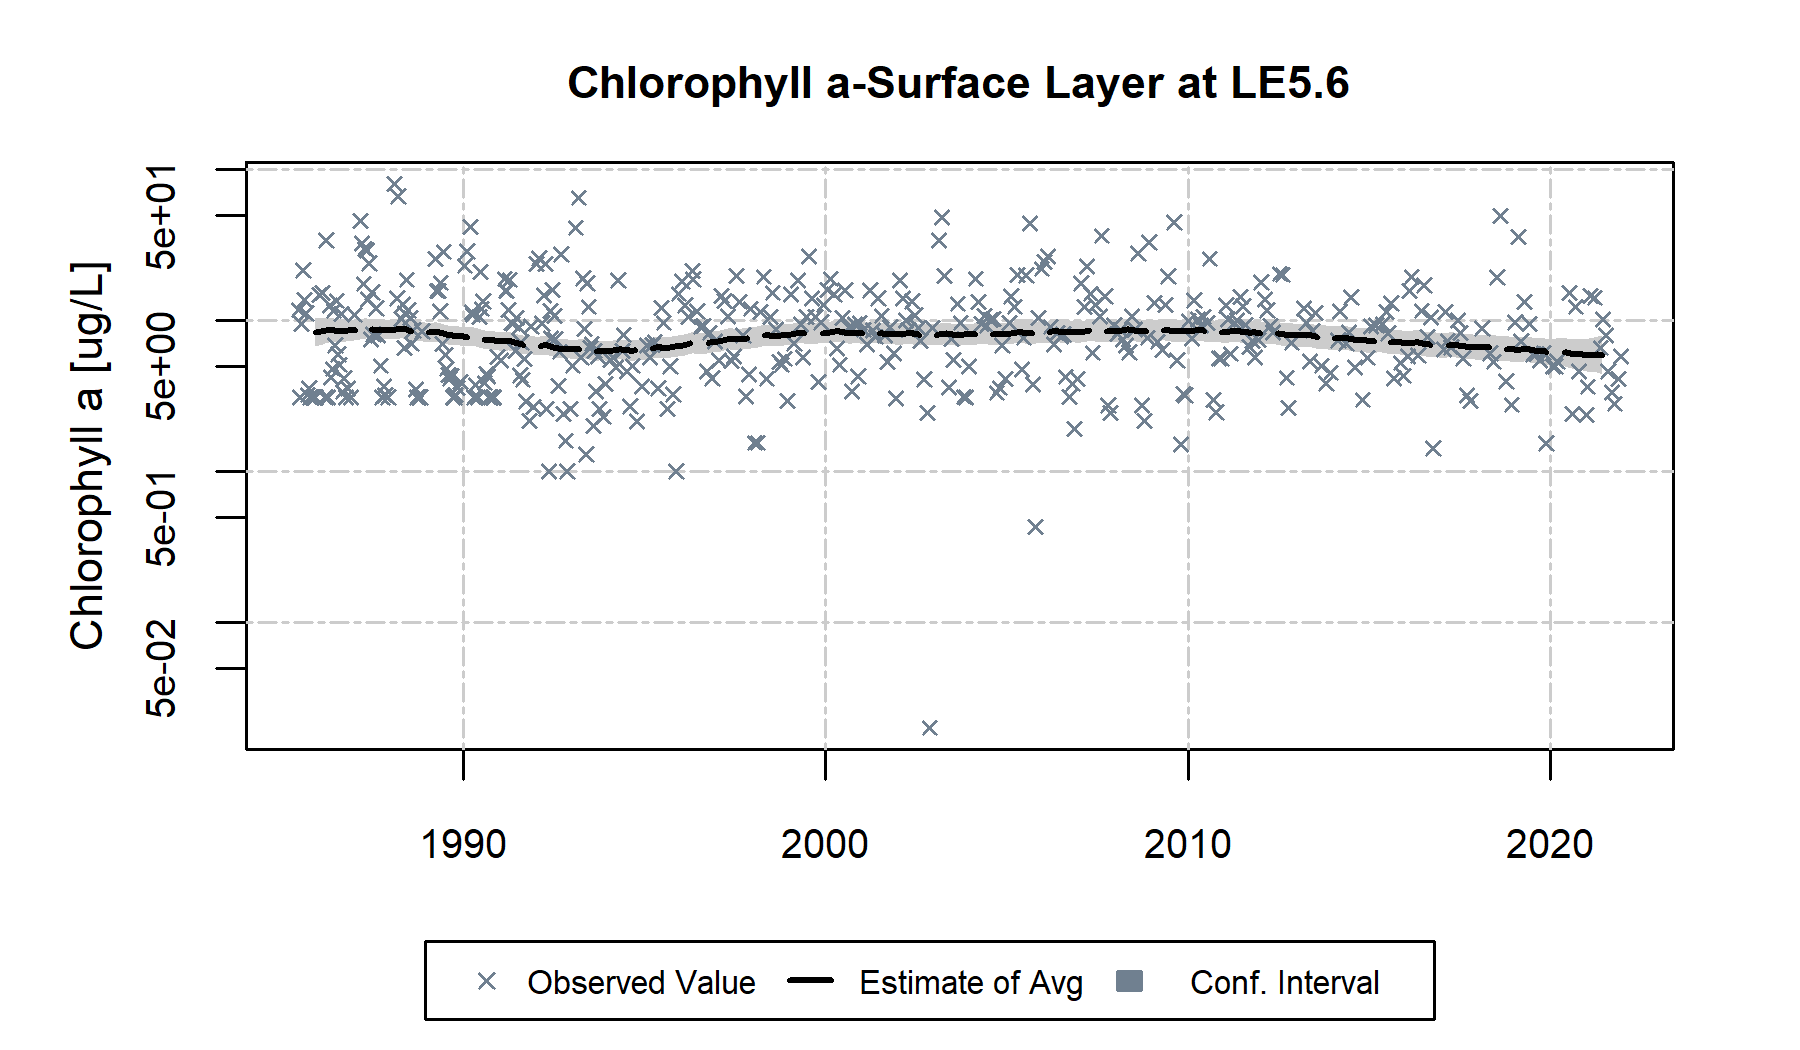 Chlorophyll a-Surface Layer at LE5.6
Chlorophyll a [ug/L]
5e+01
5e+00
5e-01
5e-02
1990 2000 2010 2020
Observed Value Estimate of Avg Conf. Interval